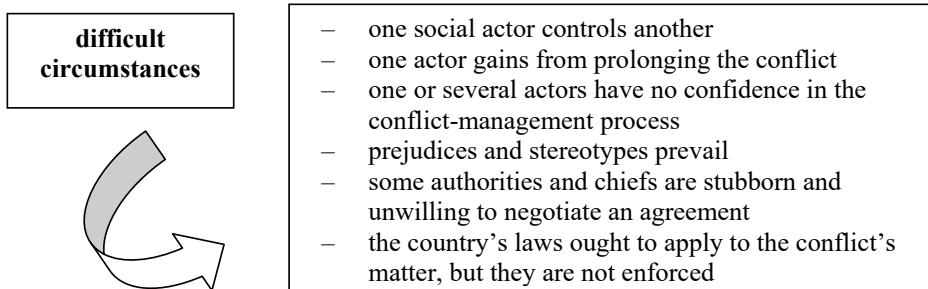 difficult
circumstances
– one social actor controls another
– one actor gains from prolonging the conflict
– one or several actors have no confidence in the
conflict-management process
– prejudices and stereotypes prevail
– some authorities and chiefs are stubborn and
unwilling to negotiate an agreement
– the country’s laws ought to apply to the conflict’s
matter, but they are not enforced